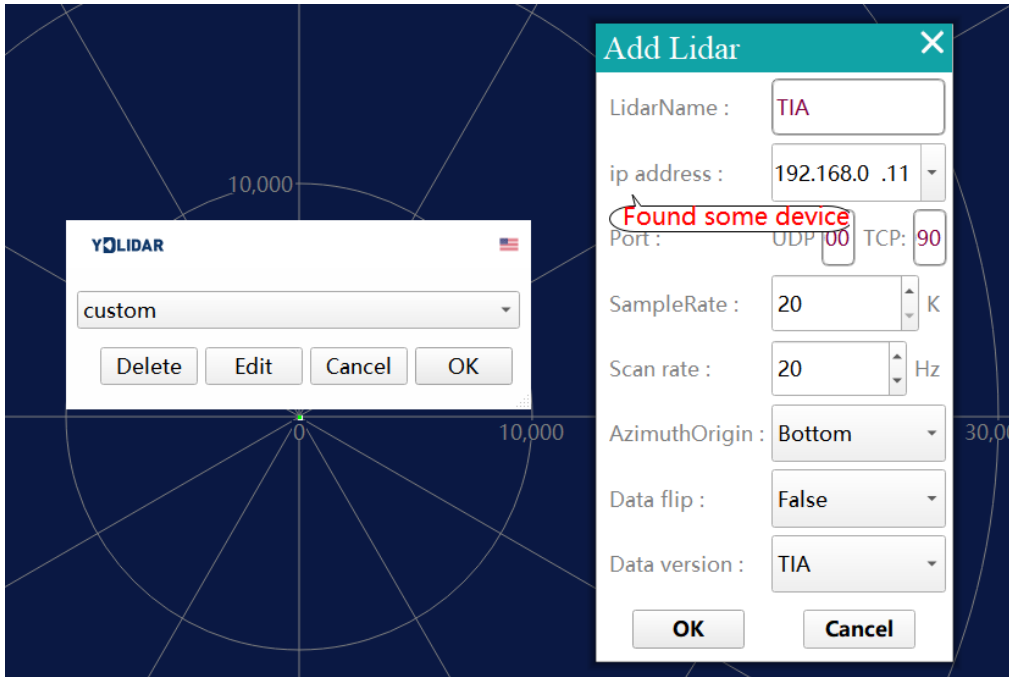 10,000
YDLIDAR
custom
Delete Edit Cancel OK
0
10,000
30,00
Add Lidar
LidarName : TIA
ip address : 192.168.0 .11
Found some device
Port : UDP 00 TCP: 90
SampleRate : 20 K
Scan rate : 20 Hz
AzimuthOrigin : Bottom
Data flip : False
Data version : TIA
OK Cancel